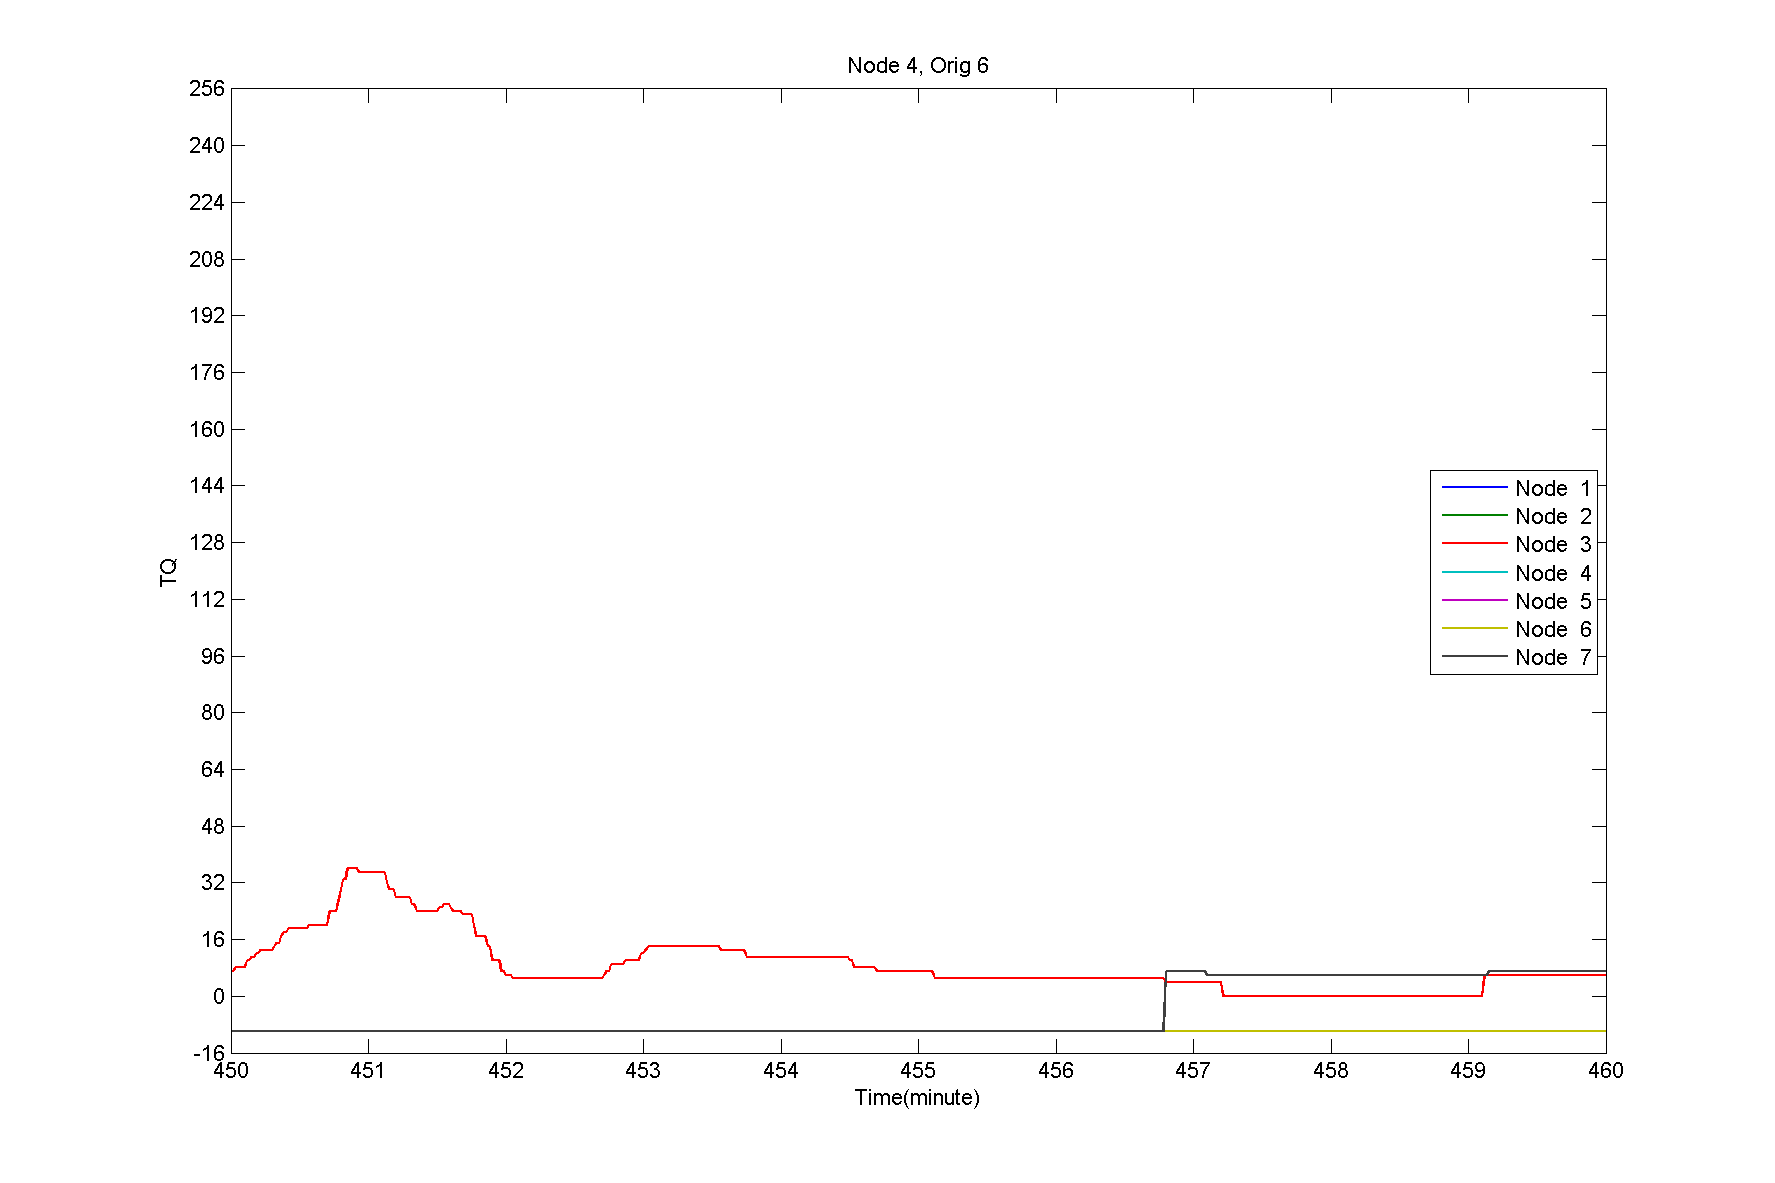 Node 4, Orig 6
256
240
224
208
192
176
160
144
128
112
96
80
64
48
32
16
0
-16
TQ
Node 1
Node 2
Node 3
Node 4
Node 5
Node 6
Node 7
450 451 452 453 454 455 456 457 458 459 460
Time(minute)